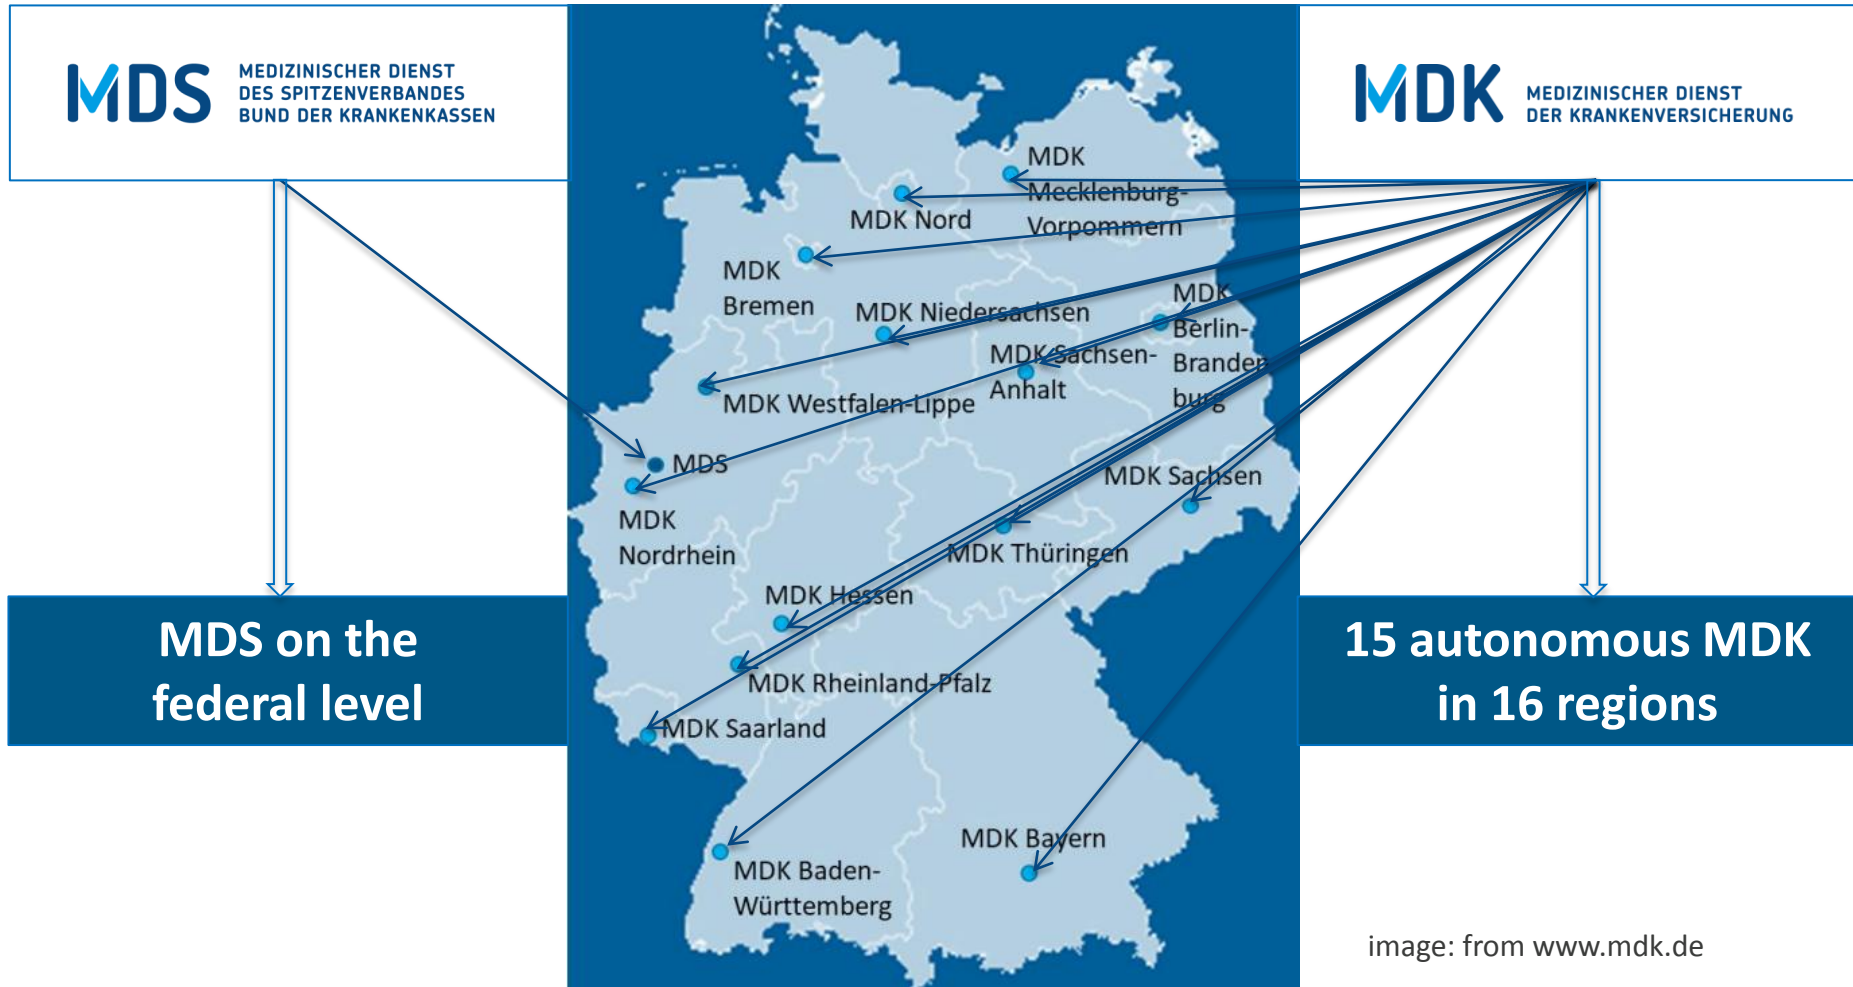 MDS
MEDIZINISCHER DIENST
DES SPITZENVERBANDES
BUND DER KRANKENKASSEN
MDK
MEDIZINISCHER DIENST
DER KRANKENVERSICHERUNG
MDK
Mecklenburg-
Vorpommern
MDK Nord
MDK
Bremen
MDK Niedersachsen
MDK
Berlin-
Branden
burg
MDK Sachsen-
Anhalt
MDK Westfalen-Lippe
MDS
MDK Sachsen
MDK
Nordrhein
MDK Thüringen
MDK Hessen
MDS on the
federal level
15 autonomous MDK
in 16 regions
MDK Rheinland-Pfalz
MDK Saarland
MDK Bayern
MDK Baden-
Württemberg
image: from www.mdk.de